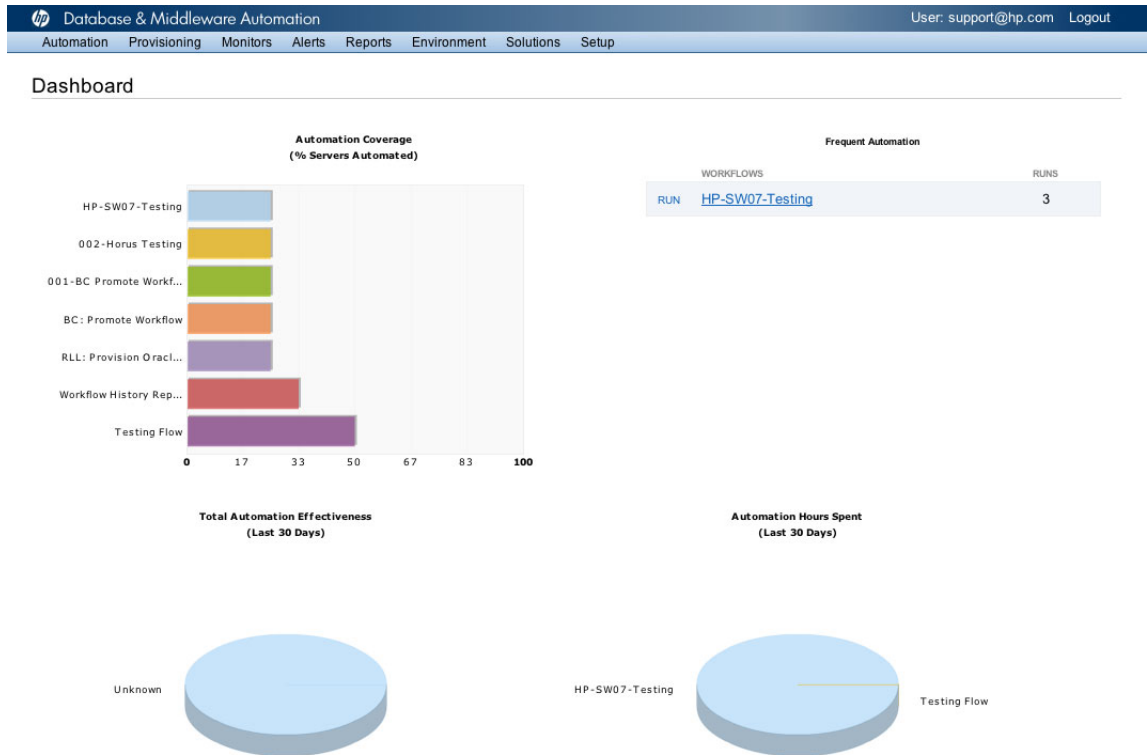 hp Database & Middleware Automation User: support@hp.com Logout
Automation Provisioning Monitors Alerts Reports Environment Solutions Setup
Dashboard
Automation Coverage
(% Servers Automated)
HP-SW07-Testing
002-Horus Testing
001-BC Promote Workf...
BC: Promote Workflow
RLL: Provision Oracl...
Workflow History Rep...
Testing Flow
0 17 33 50 67 83 100
Frequent Automation
WORKFLOWS RUNS
RUN HP-SW07-Testing 3
Total Automation Effectiveness
(Last 30 Days)
Unknown
Automation Hours Spent
(Last 30 Days)
HP-SW07-Testing
Testing Flow